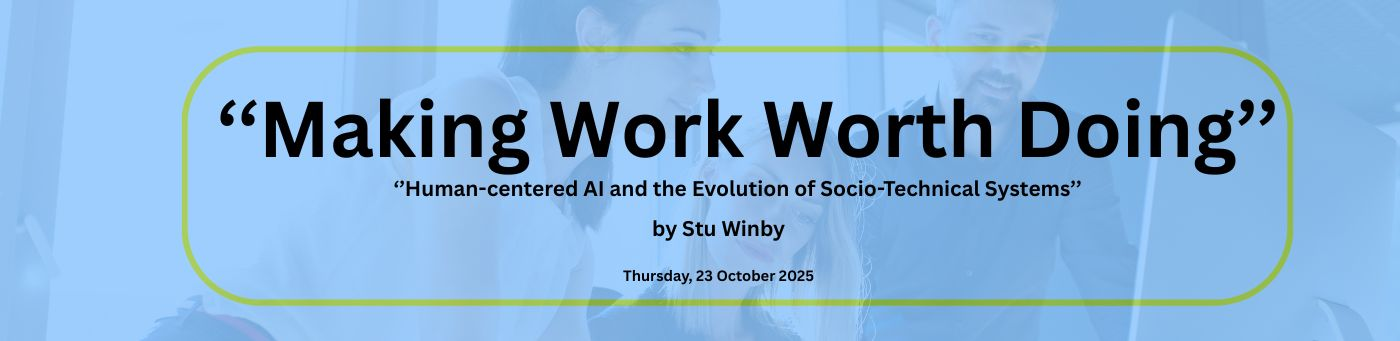 “Making Work Worth Doing”
“Human-centered AI and the Evolution of Socio-Technical Systems”
by Stu Winby
Thursday, 23 October 2025